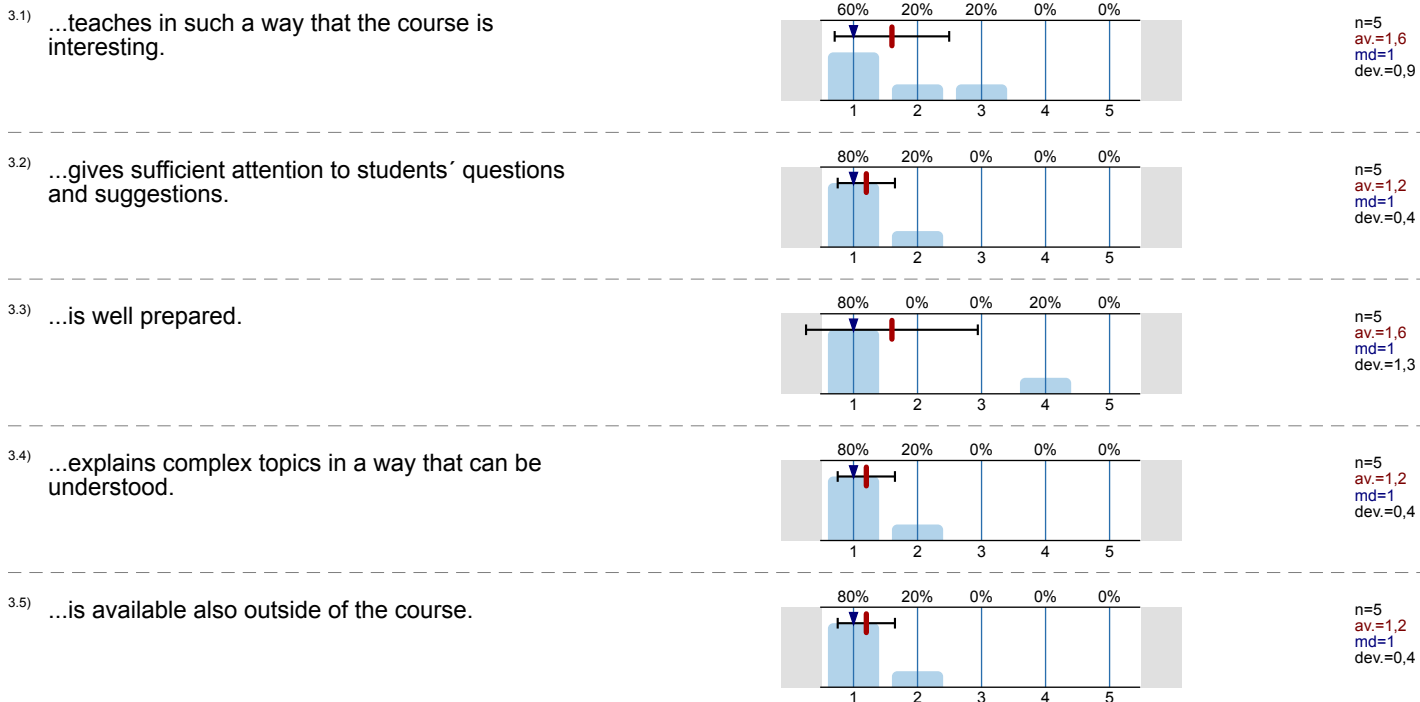 3.1) ...teaches in such a way that the course is
interesting.
60% 20% 20% 0% 0%
1 2 3 4 5
n=5
av.=1,6
md=1
dev.=0,9
3.2) ...gives sufficient attention to students´ questions
and suggestions.
80% 20% 0% 0% 0%
1 2 3 4 5
n=5
av.=1,2
md=1
dev.=0,4
3.3) ...is well prepared.
80% 0% 0% 20% 0%
1 2 3 4 5
n=5
av.=1,6
md=1
dev.=1,3
3.4) ...explains complex topics in a way that can be
understood.
80% 20% 0% 0% 0%
1 2 3 4 5
n=5
av.=1,2
md=1
dev.=0,4
3.5) ...is available also outside of the course.
80% 20% 0% 0% 0%
1 2 3 4 5
n=5
av.=1,2
md=1
dev.=0,4